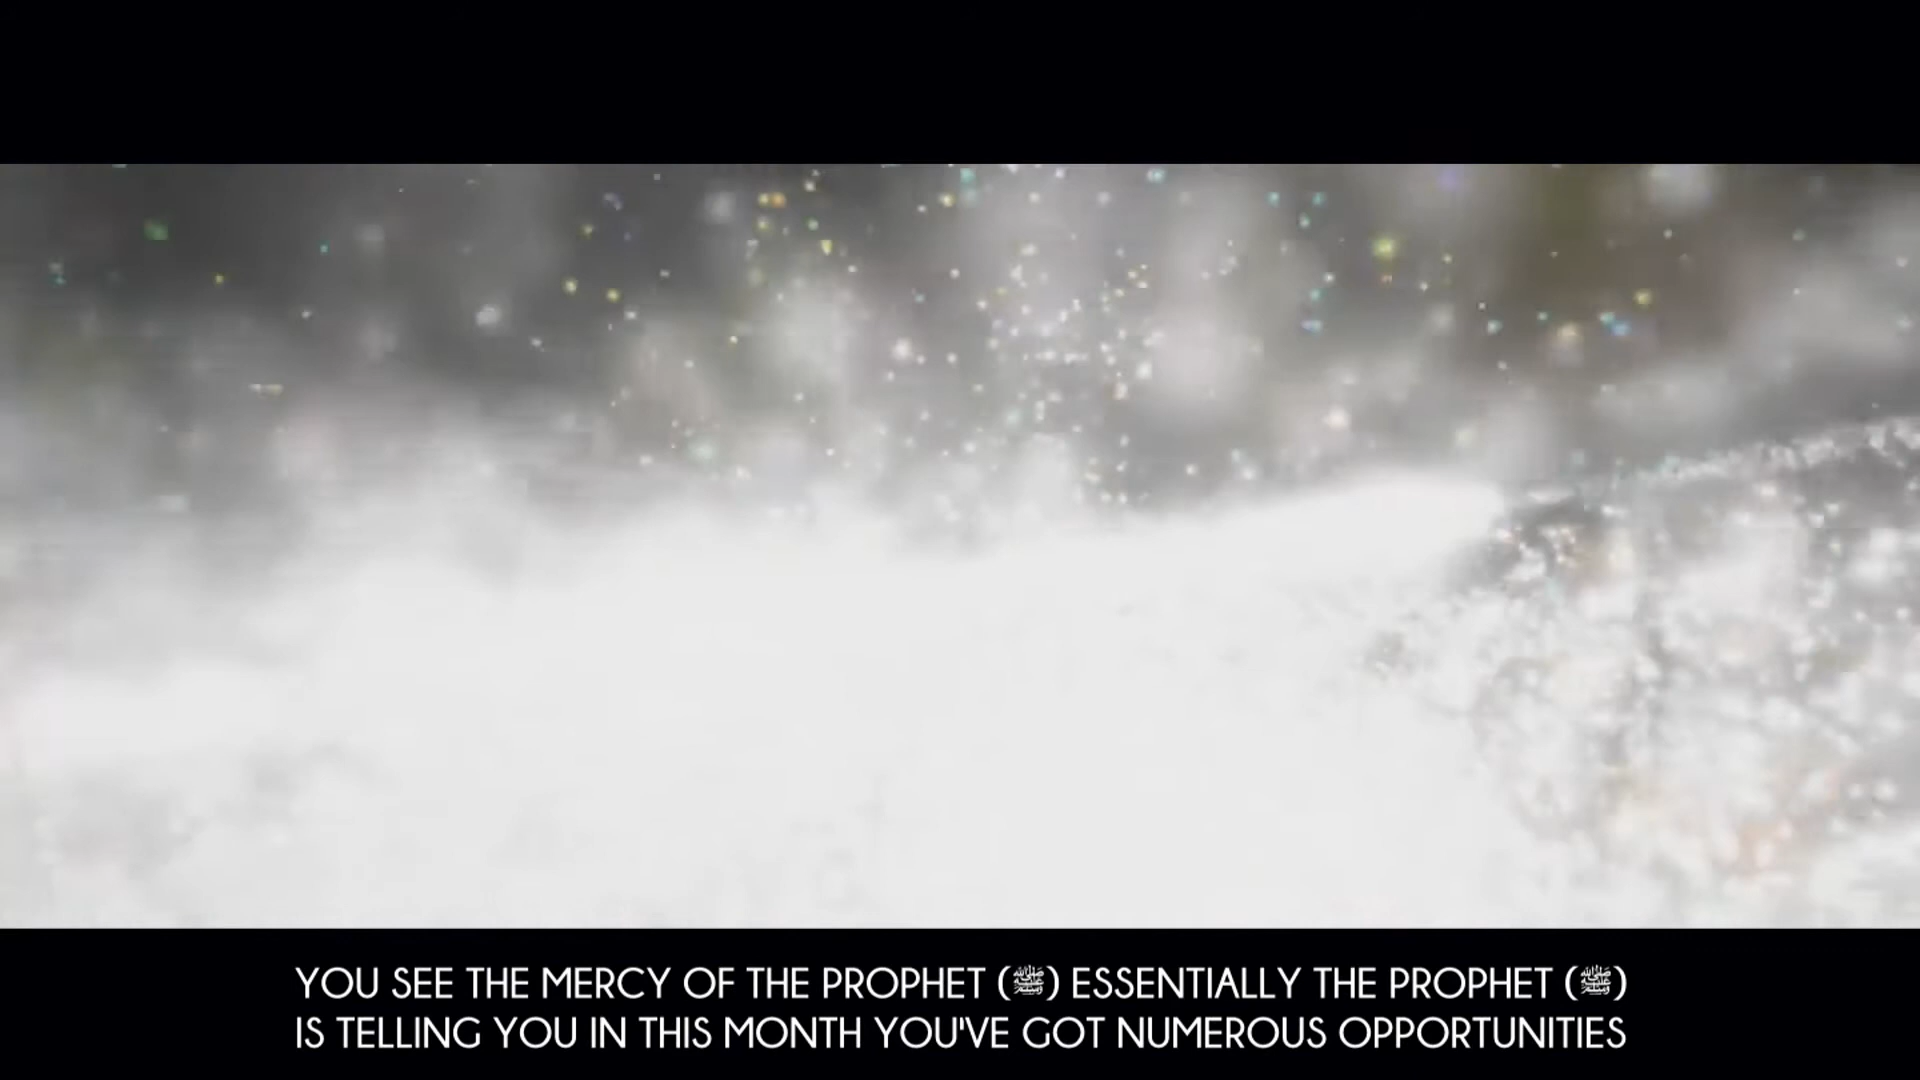 YOU SEE THE MERCY OF THE PROPHET (ﷺ) ESSENTIALLY THE PROPHET (ﷺ)
IS TELLING YOU IN THIS MONTH YOU'VE GOT NUMEROUS OPPORTUNITIES